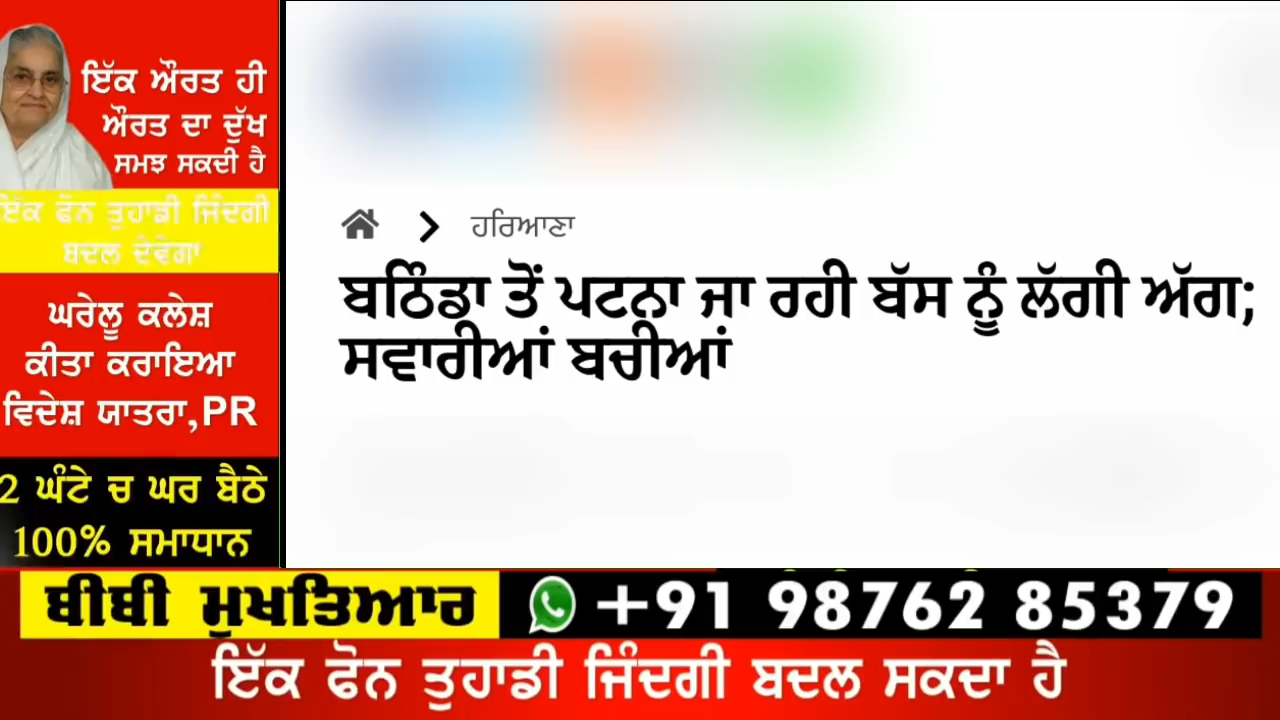 ਇੱਕ ਔਰਤ ਹੀ
ਔਰਤ ਦਾ ਦੁੱਖ
ਸਮਝ ਸਕਦੀ ਹੈ
ਇੱਕ ਫੋਨ ਤੁਹਾਡੀ ਜਿੰਦਗੀ
ਬਦਲ ਦੇਵੇਗਾ
ਘਰੇਲੂ ਕਲੇਸ਼
ਕੀਤਾ ਕਰਾਇਆ
ਵਿਦੇਸ਼ ਯਾਤਰਾ,PR
2 ਘੰਟੇ ਚ ਘਰ ਬੈਠੇ
100% ਸਮਾਧਾਨ
ਹਰਿਆਣਾ
ਬਠਿੰਡਾ ਤੋਂ ਪਟਨਾ ਜਾ ਰਹੀ ਬੱਸ ਨੂੰ ਲੱਗੀ ਅੱਗ;
ਸਵਾਰੀਆਂ ਬਚੀਆਂ
ਬੀਬੀ ਮੁਖਤਿਆਰ +91 98762 85379
ਇੱਕ ਫੋਨ ਤੁਹਾਡੀ ਜਿੰਦਗੀ ਬਦਲ ਸਕਦਾ ਹੈ